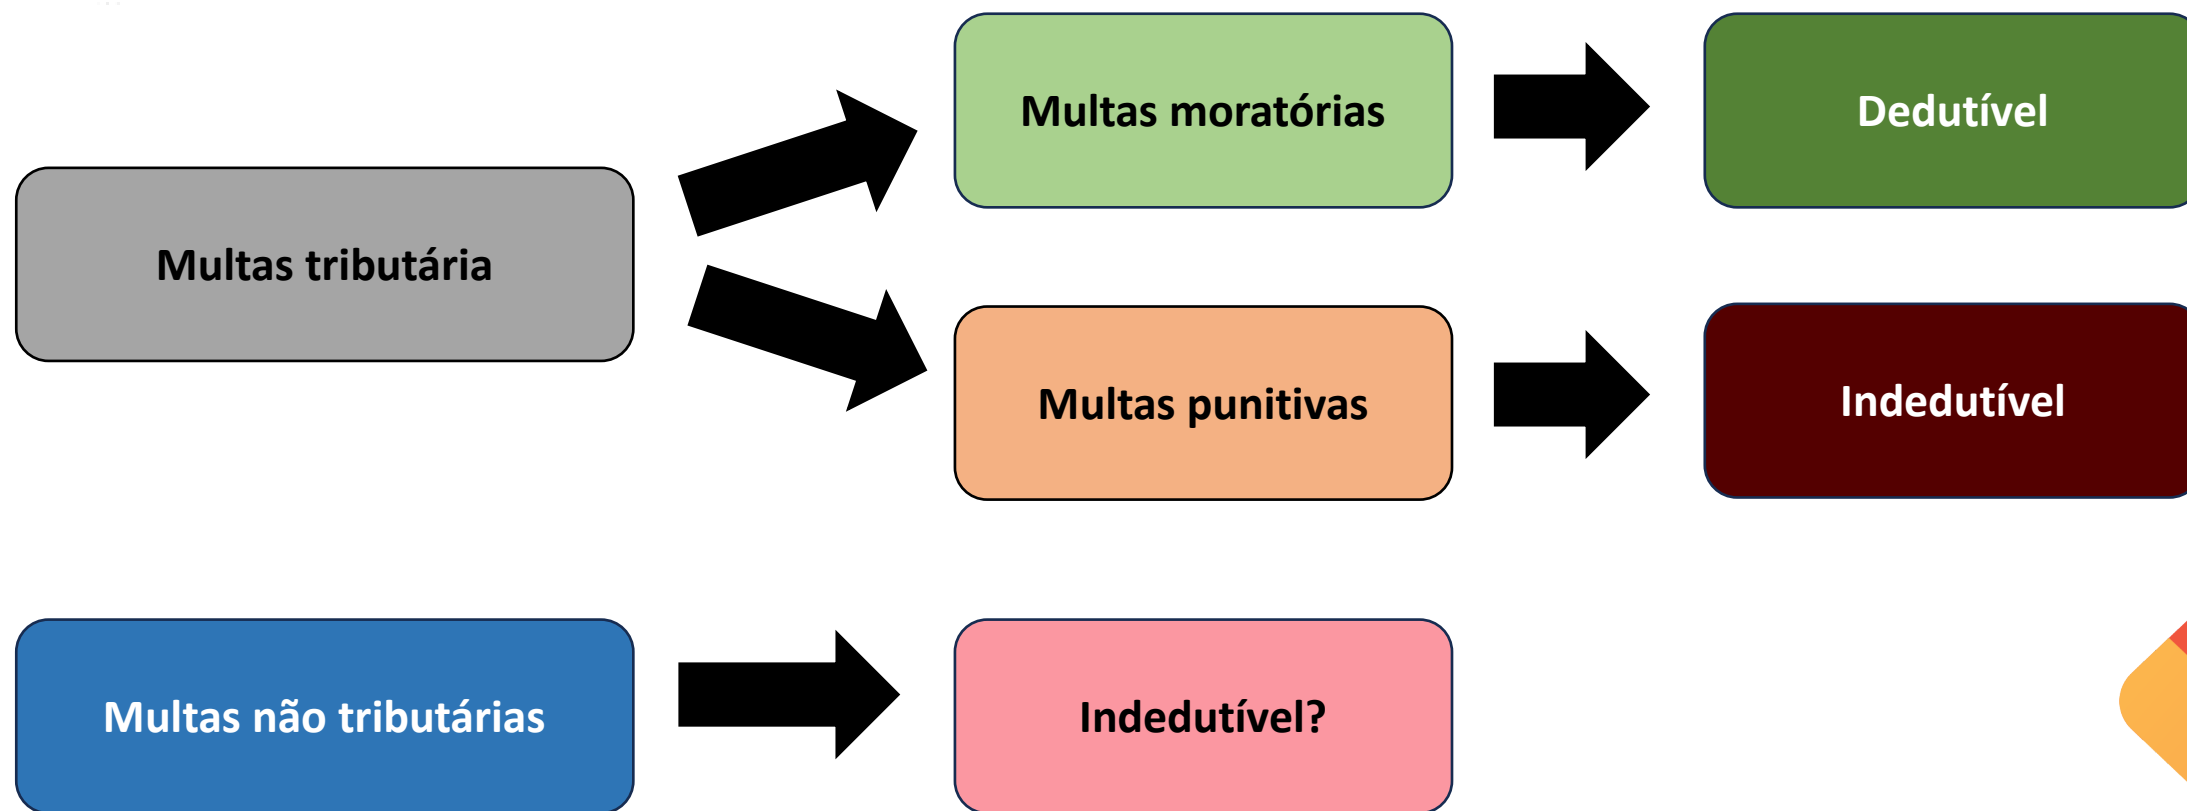 Multas tributária
Multas moratórias
Dedutível
Multas punitivas
Indedutível
Multas não tributárias
Indedutível?